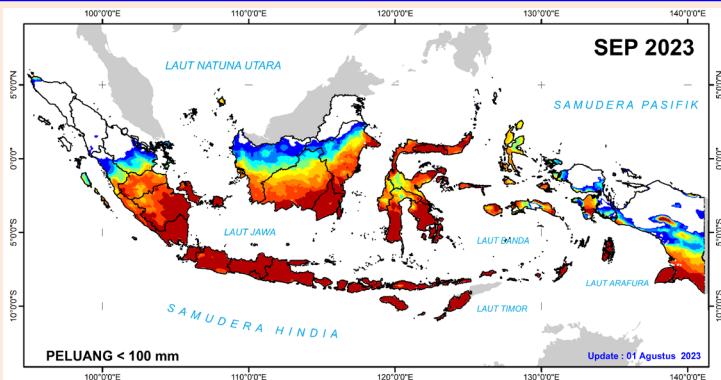 100°0'0"E 110°0'0"E 120°0'0"E 130°0'0"E 140°0'0"E
SEP 2023
LAUT NATUNA UTARA
5°0'0"N 5°0'0"N
SAMUDERA PASIFIK
0°0'0" 0°0'0"
LAUT JAWA
5°0'0"S 5°0'0"S
LAUT BANDA
LAUT ARAFURA
10°0'0"S 10°0'0"S
LAUT TIMOR
SAMUDERA HINDIA
PELUANG < 100 mm
Update : 01 Agustus 2023
100°0'0"E 110°0'0"E 120°0'0"E 130°0'0"E 140°0'0"E